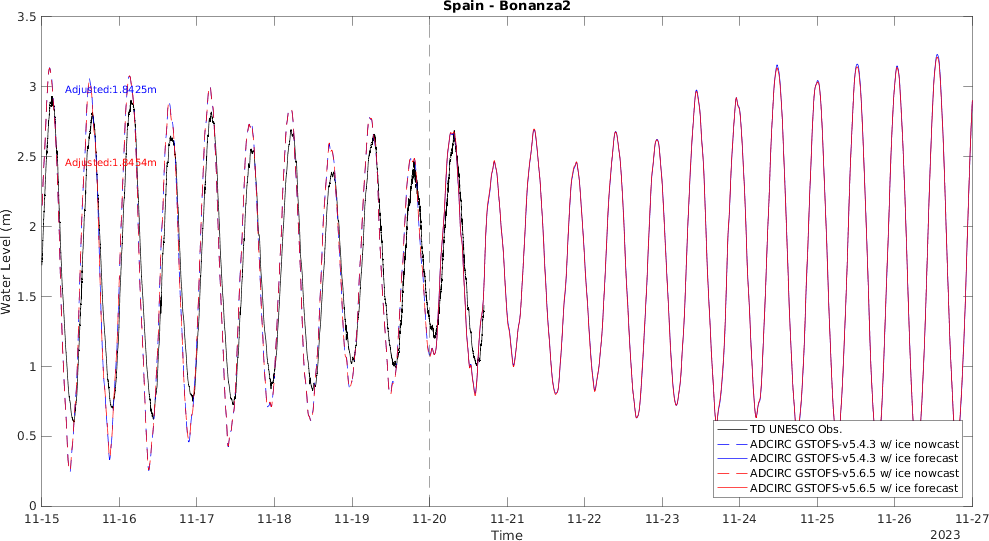 Spain - Bonanza2
3.5
3
2.5
2
1.5
1
0.5
0
Water Level (m)
Adjusted:1.8425m
Adjusted:1.8454m
TD UNESCO Obs.
ADCIRC GSTOFS-v5.4.3 w/ ice nowcast
ADCIRC GSTOFS-v5.4.3 w/ ice forecast
ADCIRC GSTOFS-v5.6.5 w/ ice nowcast
ADCIRC GSTOFS-v5.6.5 w/ ice forecast
11-15 11-16 11-17 11-18 11-19 11-20 11-21 11-22 11-23 11-24 11-25 11-26 11-27
Time
2023